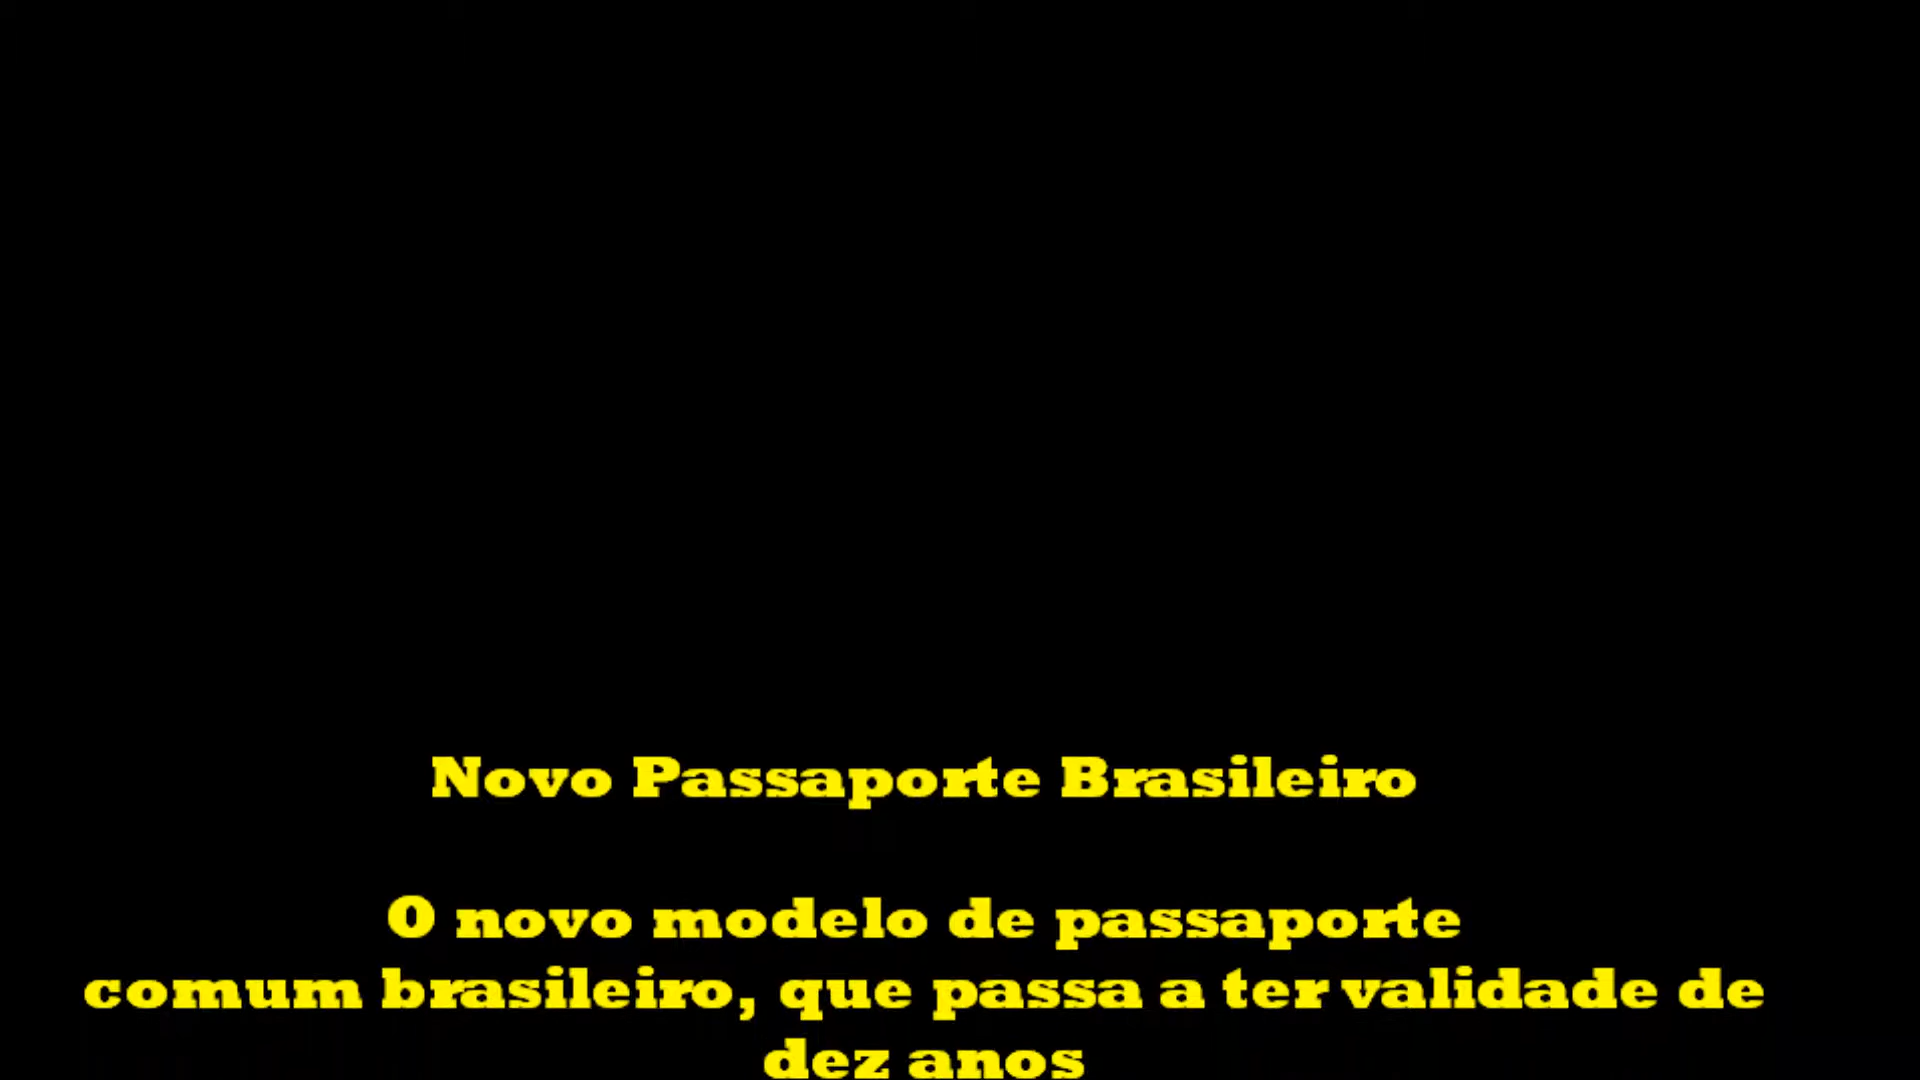 Novo Passaporte Brasileiro
O novo modelo de passaporte
comum brasileiro, que passa a ter validade de
dez anos